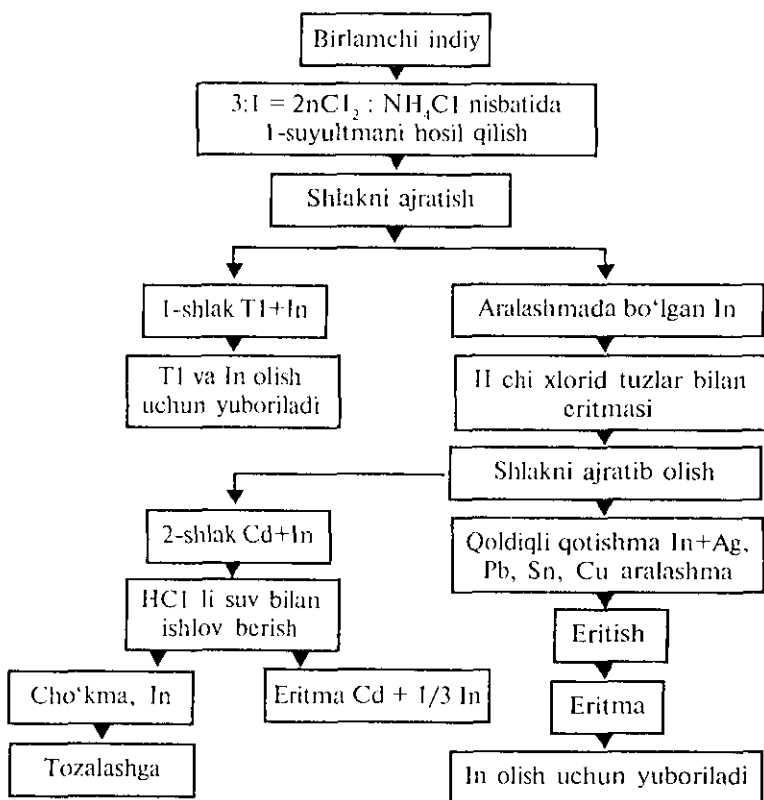 Birlamchi indiy
3:1 = 2nCl₂ : NH₄Cl nisbatida
1-suyultmani hosil qilish
Shlakni ajratish
1-shlak Tl+In
Aralashmada bo‘lgan In
Tl va In olish
uchun yuboriladi
II chi xlorid tuzlar bilan
eritmasi
Shlakni ajratib olish
2-shlak Cd+In
Qoldiqli qotishma In+Ag,
Pb, Sn, Cu aralashma
HCl li suv bilan
ishlov berish
Eritish
Cho‘kma, In
Eritma Cd + 1/3 In
Eritma
Tozalashga
In olish uchun yuboriladi